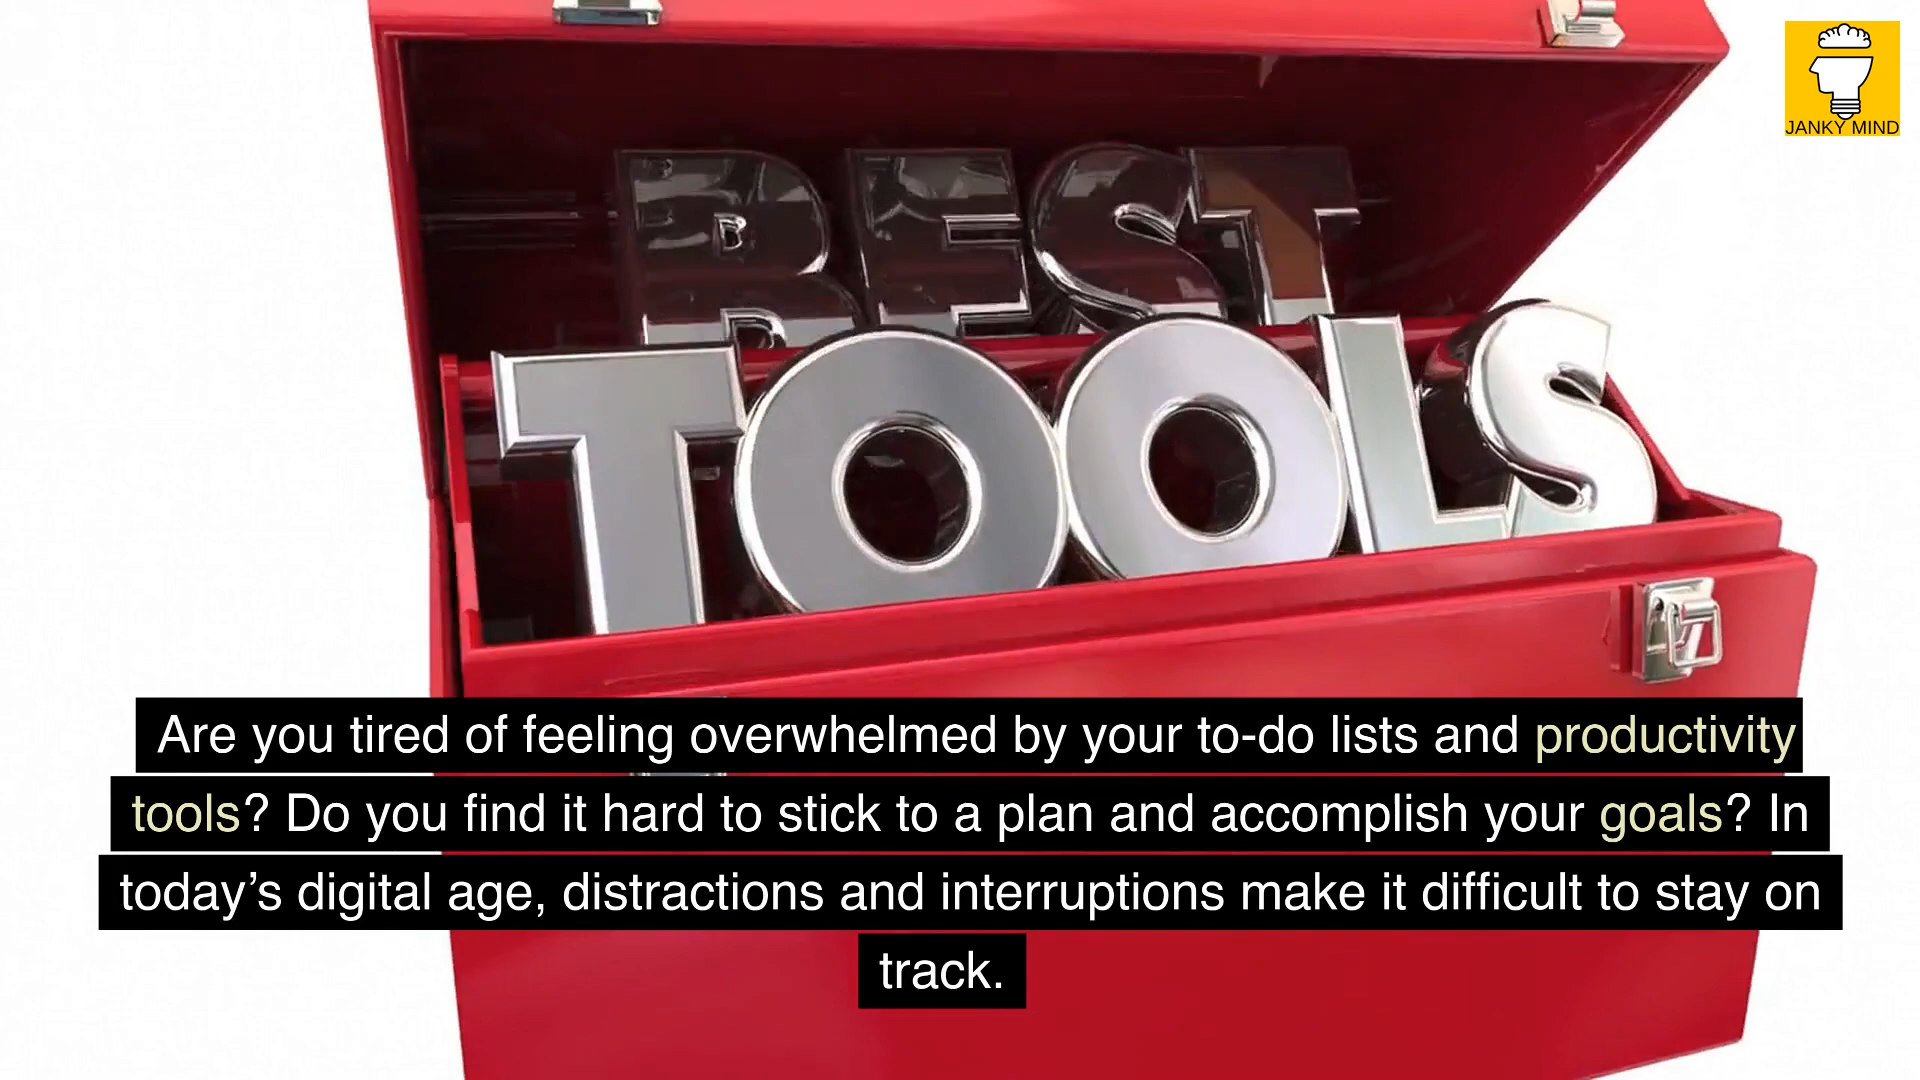 JANKY MIND
BEST
TOOLS
Are you tired of feeling overwhelmed by your to-do lists and productivity
tools? Do you find it hard to stick to a plan and accomplish your goals? In
today’s digital age, distractions and interruptions make it difficult to stay on
track.